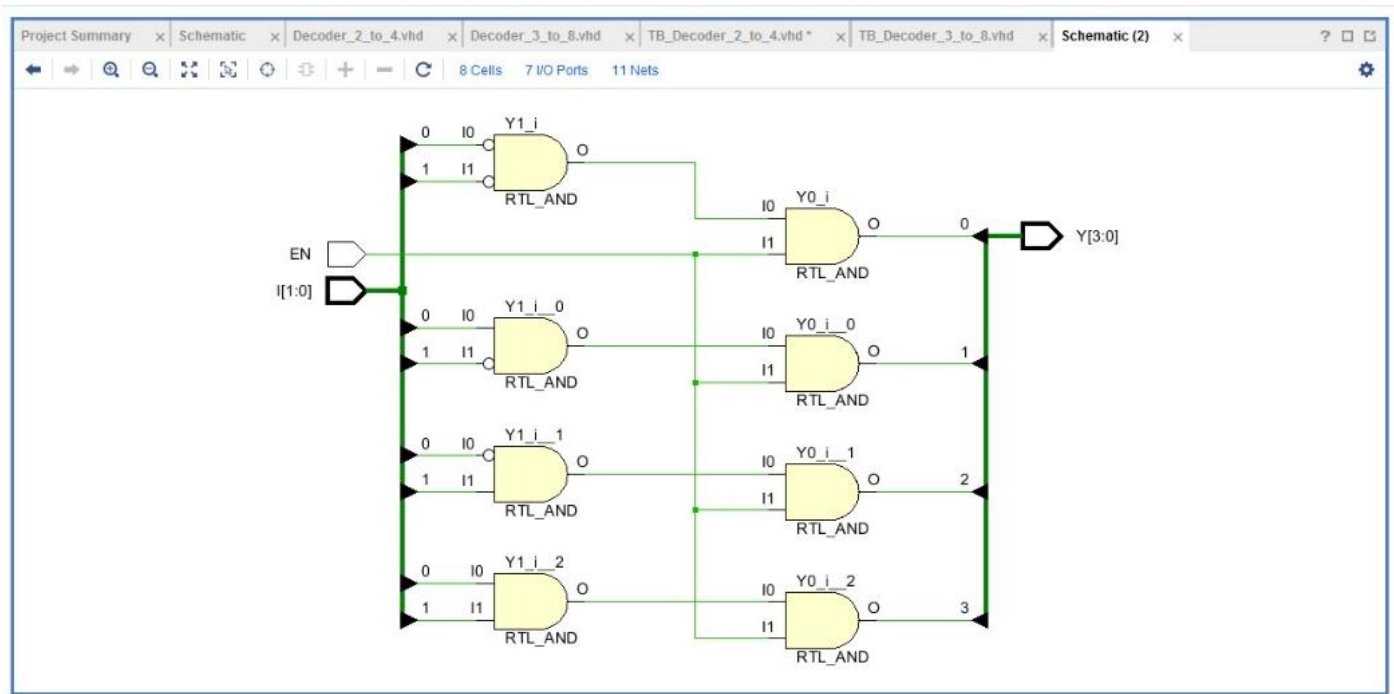 Project Summary x Schematic x Decoder_2_to_4.vhd x Decoder_3_to_8.vhd x TB_Decoder_2_to_4.vhd * x TB_Decoder_3_to_8.vhd x Schematic (2) x ?
8 Cells 7 I/O Ports 11 Nets
Y1_i
0 I0 O
1 I1
RTL_AND
Y0_i
I0 O 0
EN I1 Y[3:0]
RTL_AND
I[1:0]
Y1_i__0
0 I0 O
1 I1
RTL_AND
Y0_i__0
I0 O 1
I1
RTL_AND
Y1_i__1
0 I0 O
1 I1
RTL_AND
Y0_i__1
I0 O 2
I1
RTL_AND
Y1_i__2
0 I0 O
1 I1
RTL_AND
Y0_i__2
I0 O 3
I1
RTL_AND